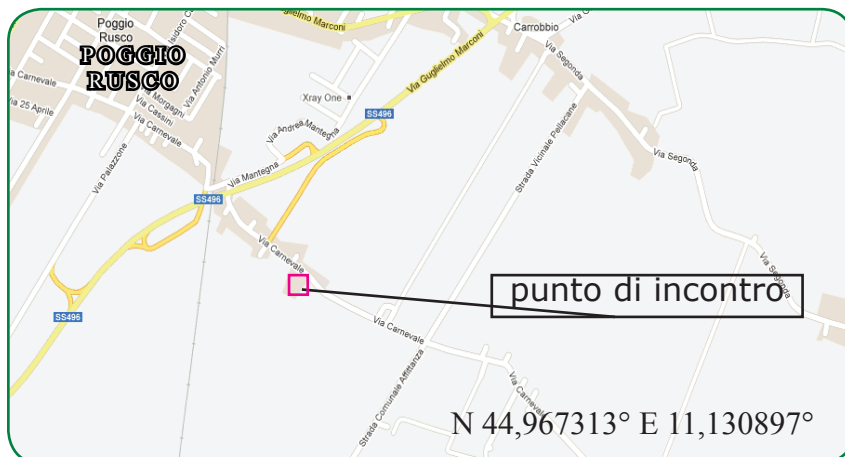 Poggio
Rusco
POGGIO
RUSCO
Via Antonio Murri
Guglielmo Marconi
Via Guglielmo Marconi
Carrobbio
Via Segonda
Xray One
SS496
Via Andrea Mantegna
Via Mantegna
Carnevale
Via 25 Aprile
Via Morgagni
Via Cassini
Via Carnevale
Via Palazzone
SS496
Strada Vicinale Pellacane
Via Segonda
Via Carnevale
Via Segonda
punto di incontro
SS496
Via Carnevale
Via Carnevale
Strada Comunale Affittanza
N 44,967313° E 11,130897°